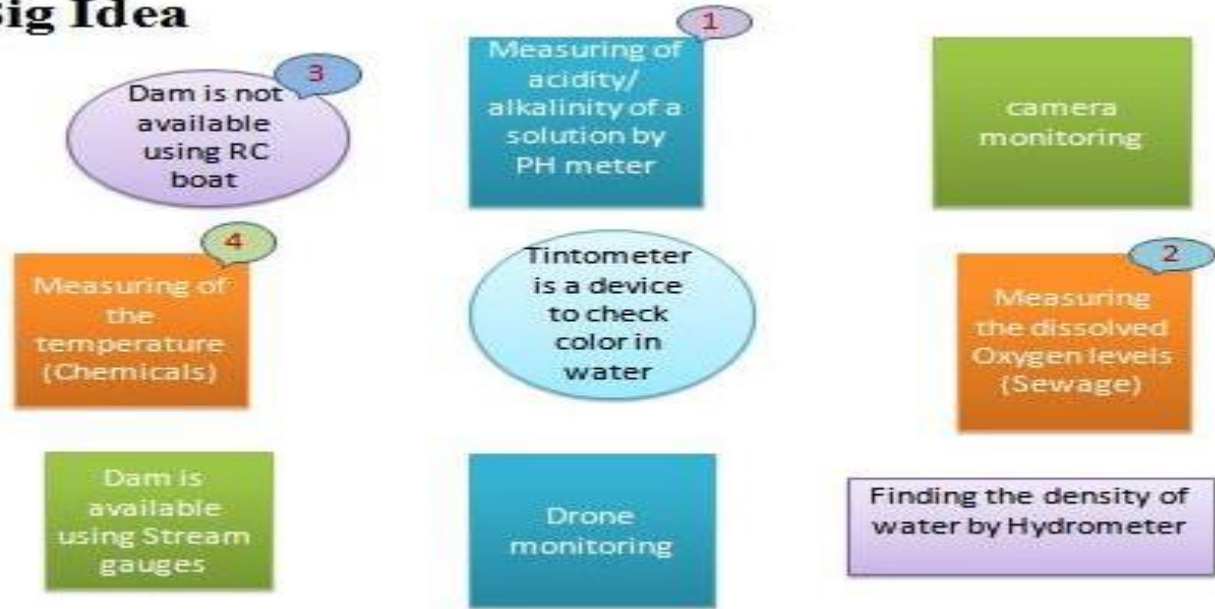 Big Idea
3
Dam is not
available
using RC
boat
1
Measuring of
acidity/
alkalinity of a
solution by
PH meter
camera
monitoring
4
Measuring of
the
temperature
(Chemicals)
Tintometer
is a device
to check
color in
water
2
Measuring
the dissolved
Oxygen levels
(Sewage)
Dam is
available
using Stream
gauges
Drone
monitoring
Finding the density of
water by Hydrometer